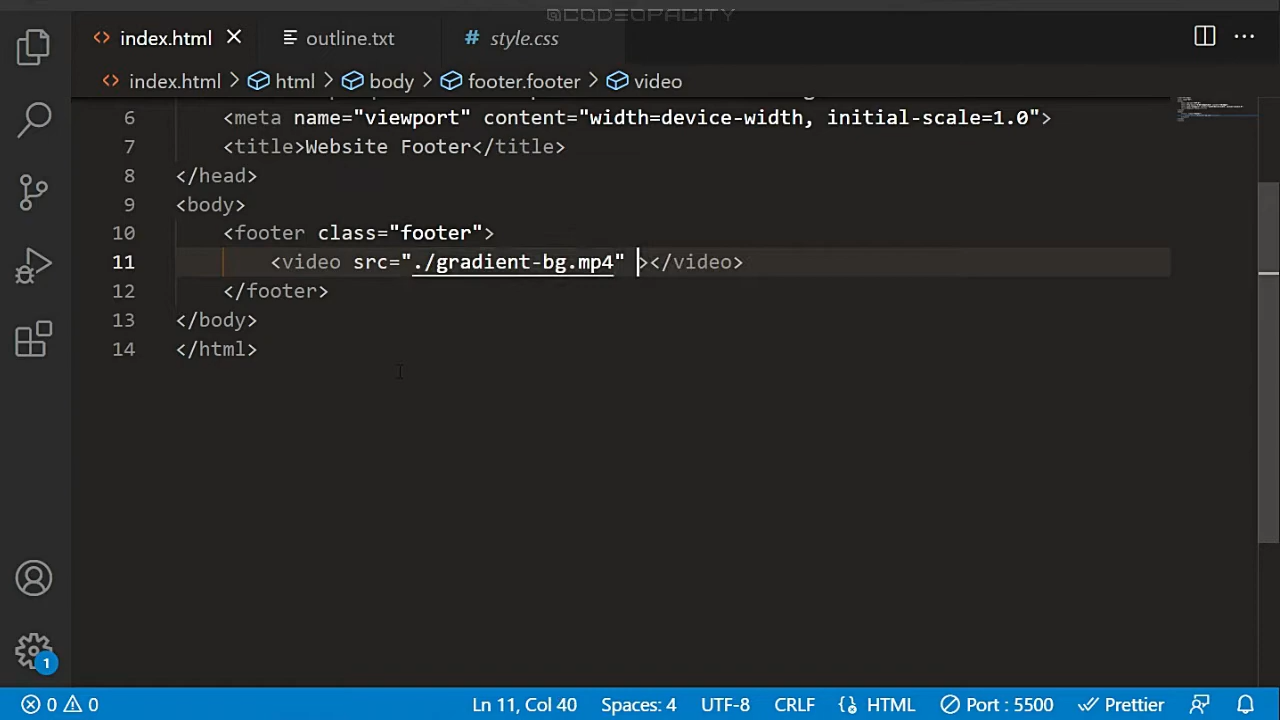 @CODEOPACITY
index.html
outline.txt
# style.css
index.html > html > body > footer.footer > video
6 <meta name="viewport" content="width=device-width, initial-scale=1.0">
7 <title>Website Footer</title>
8 </head>
9 <body>
10 <footer class="footer">
11 <video src="./gradient-bg.mp4" ></video>
12 </footer>
13 </body>
14 </html>
1
0 0 Ln 11, Col 40 Spaces: 4 UTF-8 CRLF HTML Port : 5500 Prettier